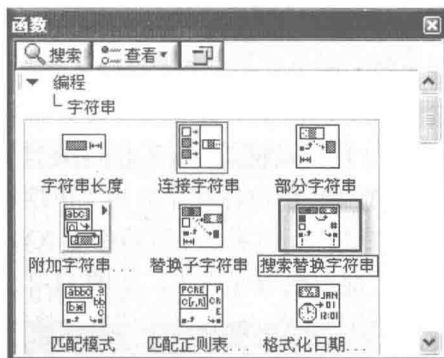 函数
搜索 查看
编程
字符串
字符串长度 连接字符串 部分字符串
附加字符串... 替换子字符串 搜索替换字符串
匹配模式 匹配正则表... 格式化日期...